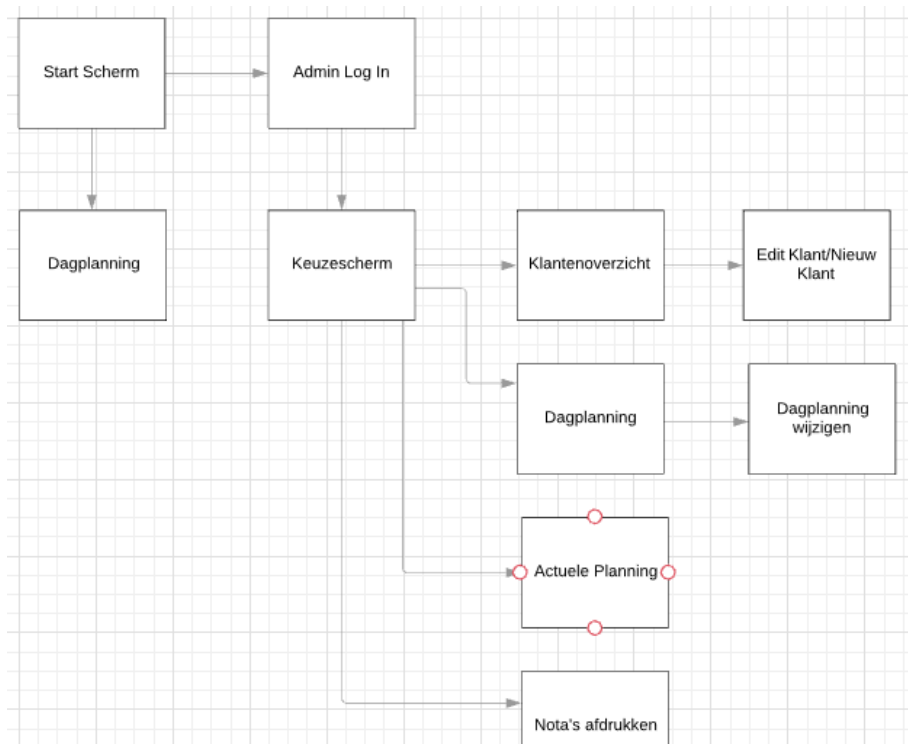 Start Scherm
Admin Log In
Dagplanning
Keuzescherm
Klantenoverzicht
Edit Klant/Nieuw
Klant
Dagplanning
Dagplanning
wijzigen
Actuele Planning
Nota's afdrukken